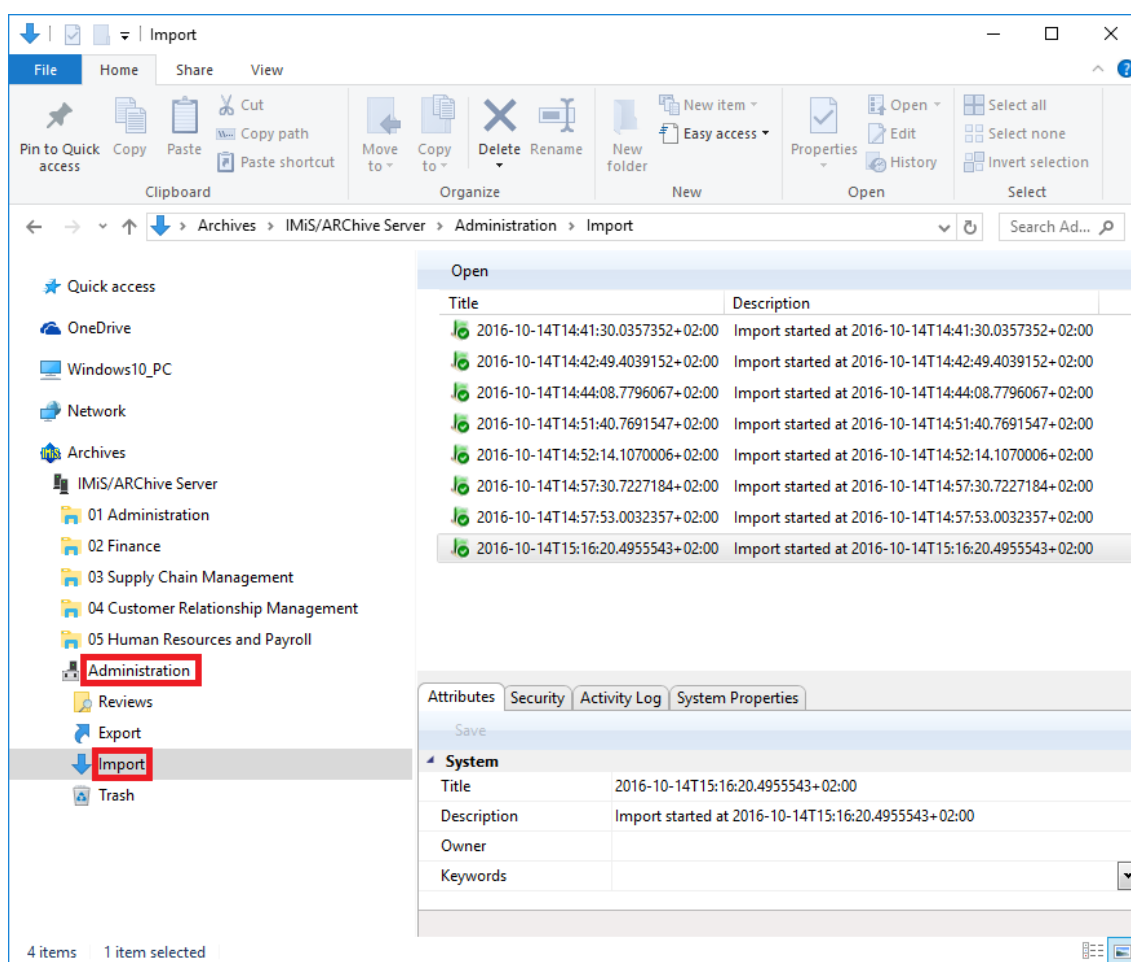 Import
File Home Share View
Pin to Quick access
Copy
Paste
Cut
Copy path
Paste shortcut
Clipboard
Move to
Copy to
Delete
Rename
Organize
New folder
New item
Easy access
New
Properties
Open
Edit
History
Open
Select all
Select none
Invert selection
Select
Archives > IMiS/ARChive Server > Administration > Import
Search Ad...
Quick access
OneDrive
Windows10_PC
Network
Archives
IMiS/ARChive Server
01 Administration
02 Finance
03 Supply Chain Management
04 Customer Relationship Management
05 Human Resources and Payroll
Administration
Reviews
Export
Import
Trash
Open
Title Description
2016-10-14T14:41:30.0357352+02:00 Import started at 2016-10-14T14:41:30.0357352+02:00
2016-10-14T14:42:49.4039152+02:00 Import started at 2016-10-14T14:42:49.4039152+02:00
2016-10-14T14:44:08.7796067+02:00 Import started at 2016-10-14T14:44:08.7796067+02:00
2016-10-14T14:51:40.7691547+02:00 Import started at 2016-10-14T14:51:40.7691547+02:00
2016-10-14T14:52:14.1070006+02:00 Import started at 2016-10-14T14:52:14.1070006+02:00
2016-10-14T14:57:30.7227184+02:00 Import started at 2016-10-14T14:57:30.7227184+02:00
2016-10-14T14:57:53.0032357+02:00 Import started at 2016-10-14T14:57:53.0032357+02:00
2016-10-14T15:16:20.4955543+02:00 Import started at 2016-10-14T15:16:20.4955543+02:00
Attributes Security Activity Log System Properties
Save
System
Title 2016-10-14T15:16:20.4955543+02:00
Description Import started at 2016-10-14T15:16:20.4955543+02:00
Owner
Keywords
4 items 1 item selected